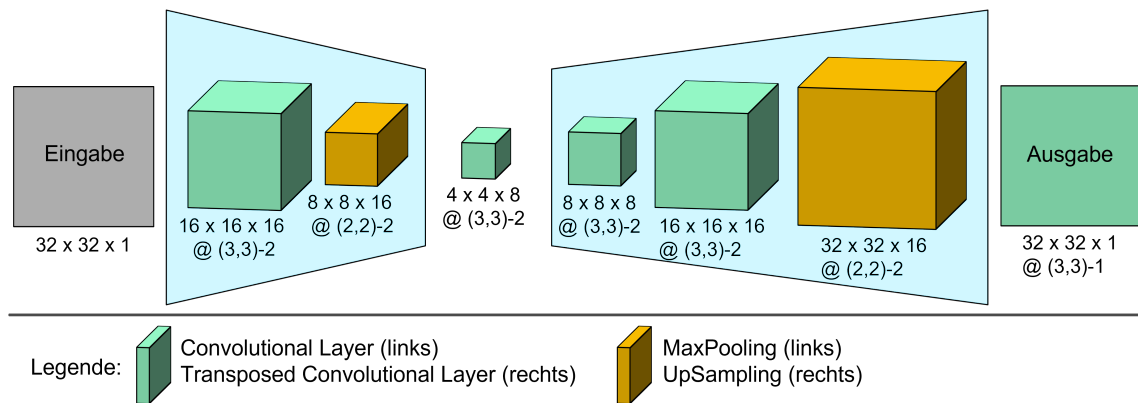 Eingabe
32 x 32 x 1
16 x 16 x 16
@ (3,3)-2
8 x 8 x 16
@ (2,2)-2
4 x 4 x 8
@ (3,3)-2
8 x 8 x 8
@ (3,3)-2
16 x 16 x 16
@ (3,3)-2
32 x 32 x 16
@ (2,2)-2
Ausgabe
32 x 32 x 1
@ (3,3)-1
Legende:
Convolutional Layer (links)
Transposed Convolutional Layer (rechts)
MaxPooling (links)
UpSampling (rechts)